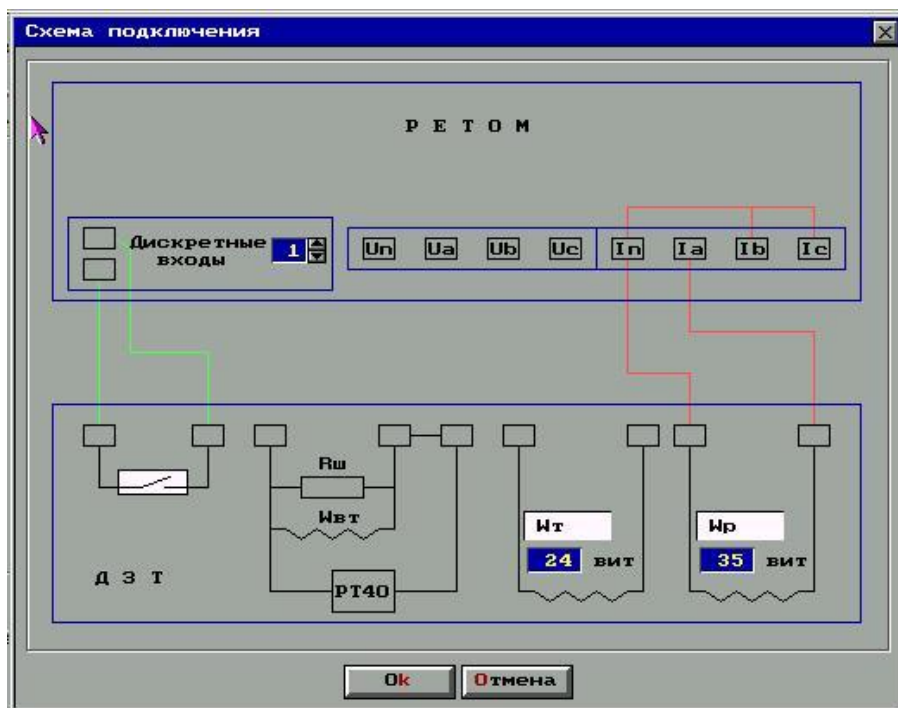 Схема подключения
Р Е Т О М
Дискретные
входы
1
Un Ua Ub Uc In Ia Ib Ic
Rш
Wвт
Wт
24 вит
Wр
35 вит
Д З Т
РТ40
Ok
Отмена